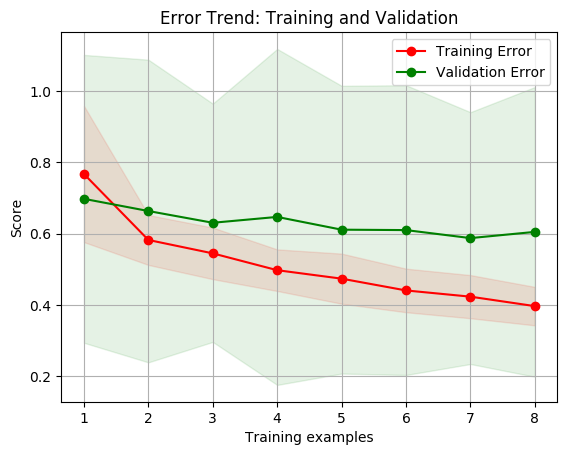 Error Trend: Training and Validation
Training Error
Validation Error
Score
1.0
0.8
0.6
0.4
0.2
1 2 3 4 5 6 7 8
Training examples